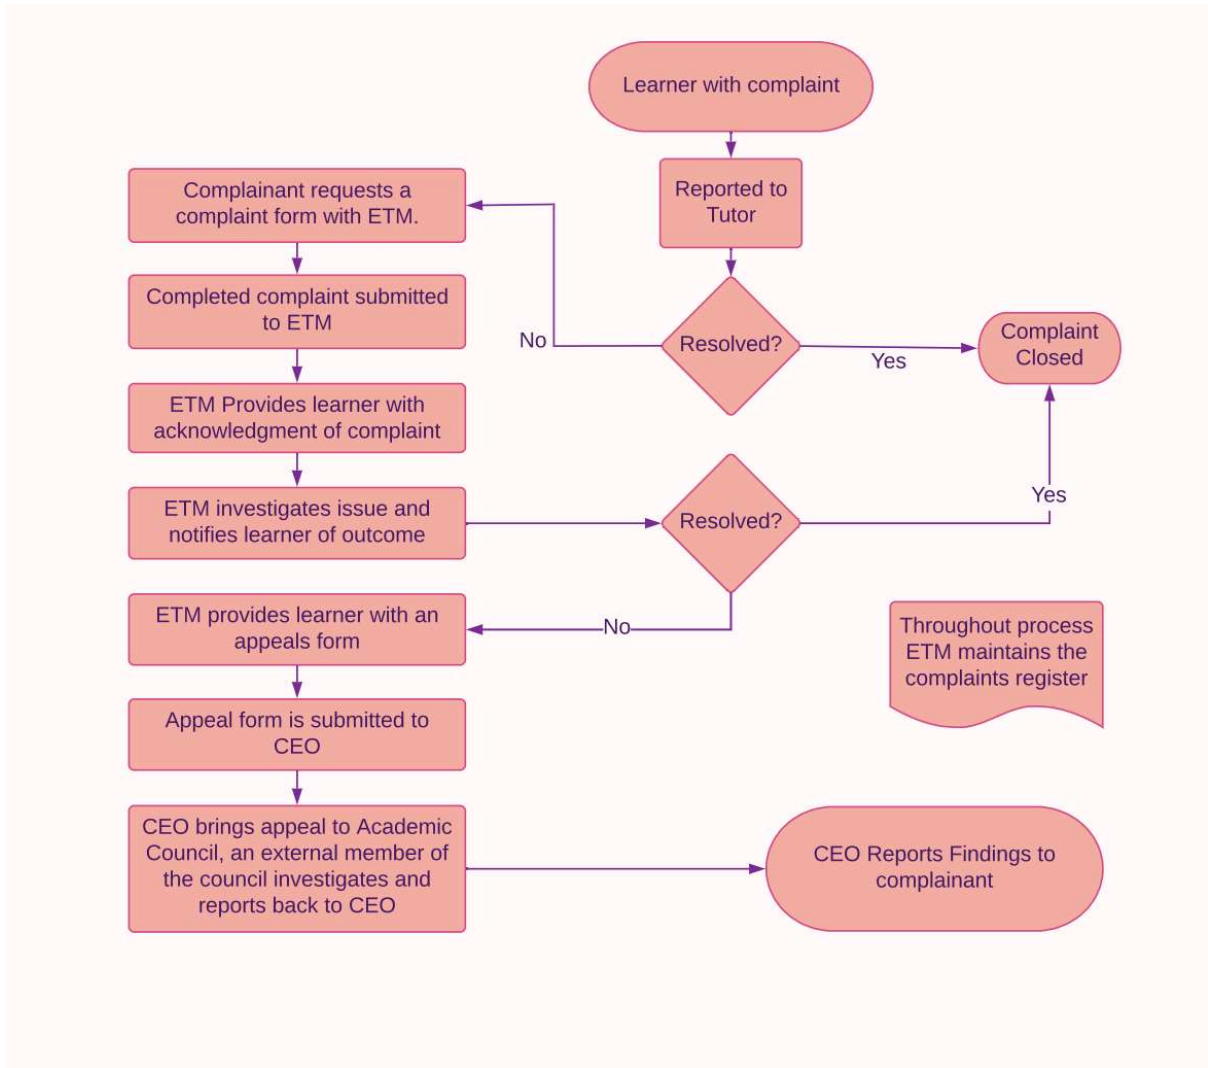 Learner with complaint
Reported to
Tutor
Resolved?
No
Yes
Complaint
Closed
Complainant requests a
complaint form with ETM.
Completed complaint submitted
to ETM
ETM Provides learner with
acknowledgment of complaint
ETM investigates issue and
notifies learner of outcome
Resolved?
Yes
No
ETM provides learner with an
appeals form
Appeal form is submitted to
CEO
CEO brings appeal to Academic
Council, an external member of
the council investigates and
reports back to CEO
CEO Reports Findings to
complainant
Throughout process
ETM maintains the
complaints register